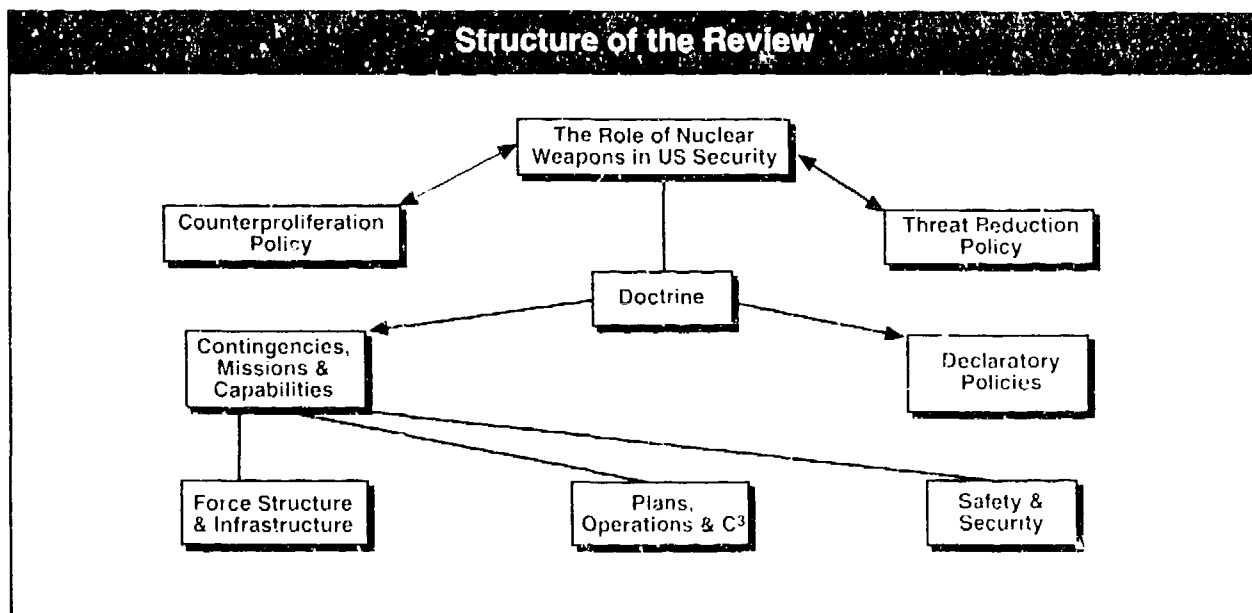 Structure of the Review
The Role of Nuclear
Weapons in US Security
Counterproliferation
Policy
Threat Reduction
Policy
Doctrine
Contingencies,
Missions &
Capabilities
Declaratory
Policies
Force Structure
& Infrastructure
Plans,
Operations & C³
Safety &
Security